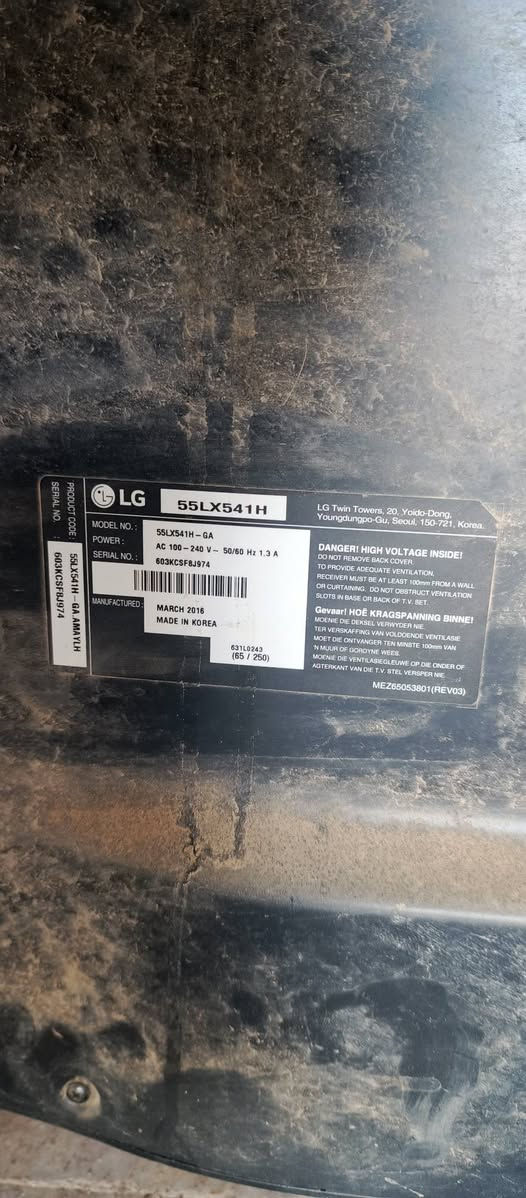 LG
55LX541H
LG Twin Towers, 20, Yoido-Dong,
Youngdungpo-Gu, Seoul, 150-721, Korea.
MODEL NO. : 55LX541H-GA
POWER : AC 100-240 V~ 50/60 Hz 1.3 A
SERIAL NO. : 603KCSF8J974
MANUFACTURED : MARCH 2016
MADE IN KOREA
631L0243
(65 / 250)
DANGER! HIGH VOLTAGE INSIDE!
DO NOT REMOVE BACK COVER.
TO PROVIDE ADEQUATE VENTILATION,
RECEIVER MUST BE AT LEAST 100mm FROM A WALL
OR CURTAINING. DO NOT OBSTRUCT VENTILATION
SLOTS IN BASE OR BACK OF T.V. SET.
Gevaar! HOË KRAGSPANNING BINNE!
MOENIE DIE DEKSEL VERWYDER NIE.
TER VERSKAFFING VAN VOLDOENDE VENTILASIE
MOET DIE ONTVANGER TEN MINSTE 100mm VAN
'N MUUR OF GORDYNE WEES.
MOENIE DIE VENTILASIEGLEUWE OP DIE ONDER OF
AGTERKANT VAN DIE T.V. STEL VERSPER NIE.
MEZ65053801(REV03)
PRODUCT CODE : 55LX541H-GA.AMAYLH
SERIAL NO. : 603KCSF8J974